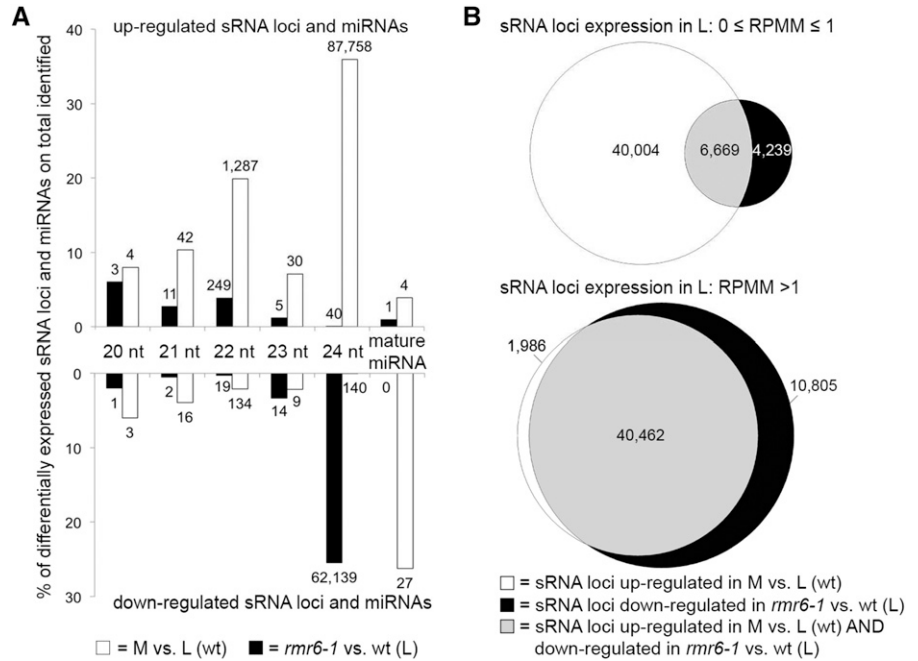 A
up-regulated sRNA loci and miRNAs
% of differentially expressed sRNA loci and miRNAs on total identified
40
30
20
10
0
3
4
11
42
249
1,287
5
30
40
87,758
1
4
20 nt
21 nt
22 nt
23 nt
24 nt
mature miRNA
0
10
20
30
1
3
2
16
19
134
14
9
62,139
140
0
27
down-regulated sRNA loci and miRNAs
= M vs. L (wt)
= rmr6-1 vs. wt (L)
B
sRNA loci expression in L: 0 ≤ RPMM ≤ 1
40,004
6,669
4,239
sRNA loci expression in L: RPMM >1
1,986
10,805
40,462
= sRNA loci up-regulated in M vs. L (wt)
= sRNA loci down-regulated in rmr6-1 vs. wt (L)
= sRNA loci up-regulated in M vs. L (wt) AND
down-regulated in rmr6-1 vs. wt (L)